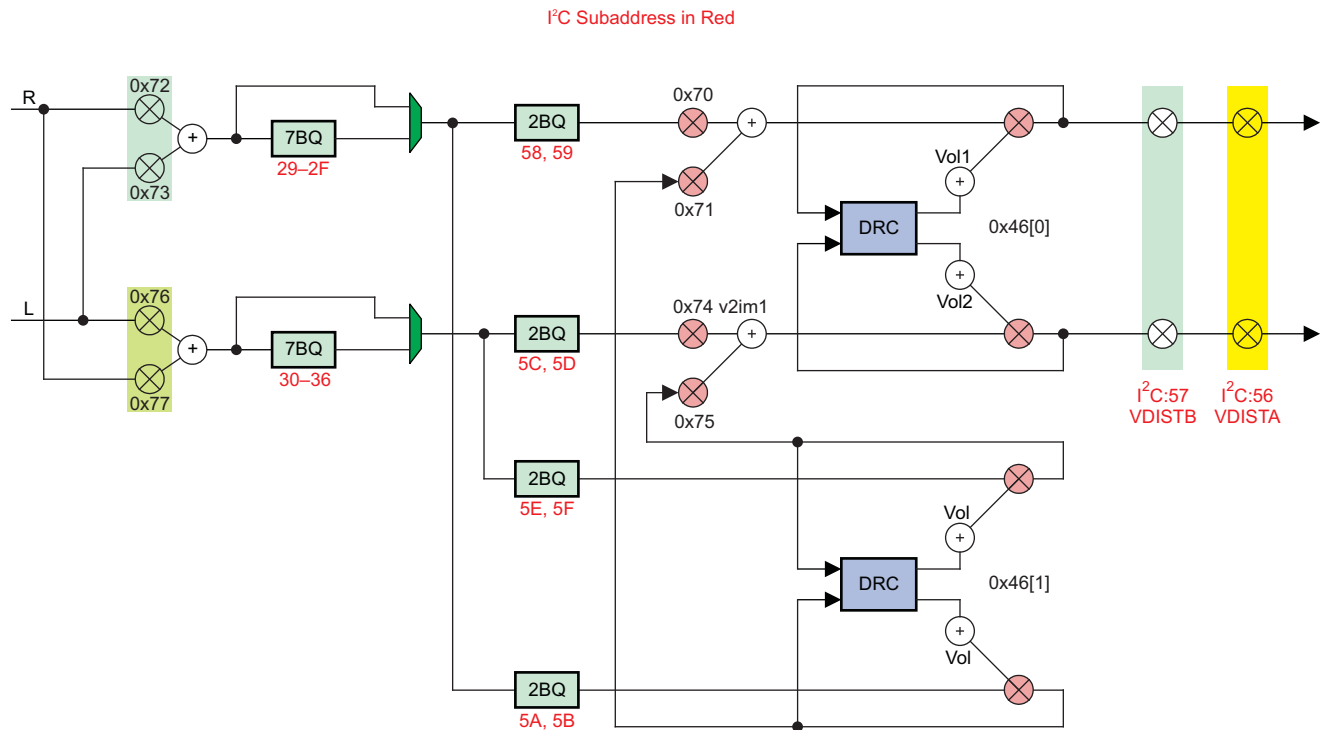 I²C Subaddress in Red
R
0x72
+
0x73
7BQ
29–2F
2BQ
58, 59
0x70
+
0x71
Vol1
+
DRC
0x46[0]
+
Vol2
L
0x76
+
0x77
7BQ
30–36
2BQ
5C, 5D
0x74 v2im1
+
0x75
I²C:57
VDISTB
I²C:56
VDISTA
2BQ
5E, 5F
Vol
+
DRC
0x46[1]
+
Vol
2BQ
5A, 5B